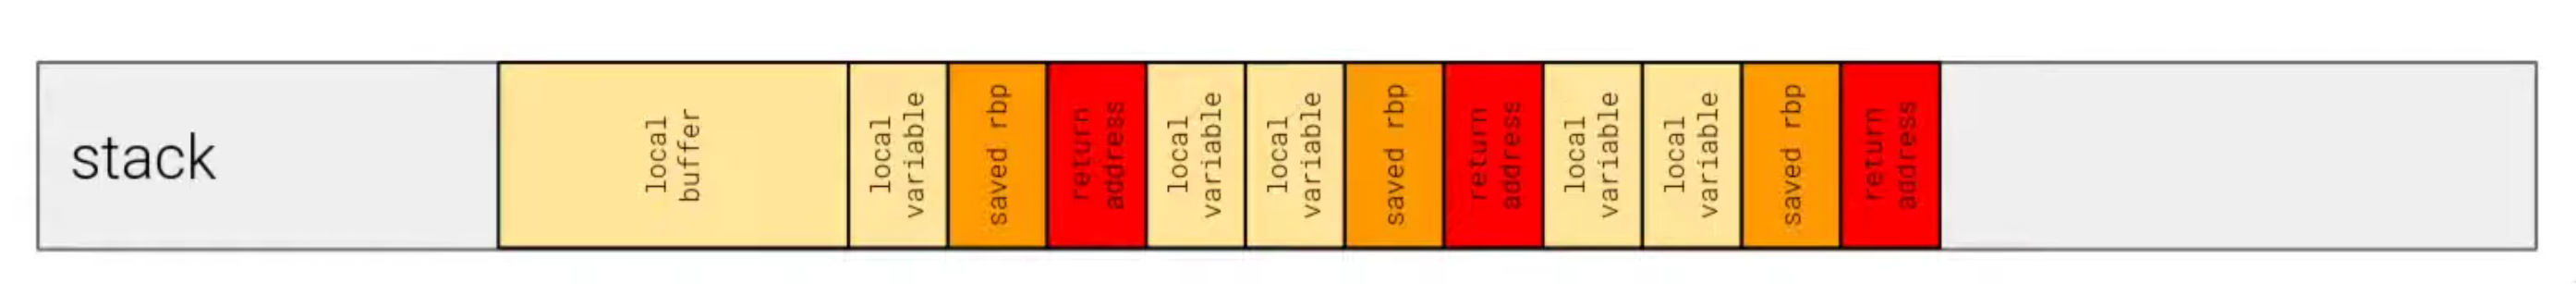 stack
local
buffer
local
variable
saved rbp
return
address
local
variable
local
variable
saved rbp
return
address
local
variable
local
variable
saved rbp
return
address